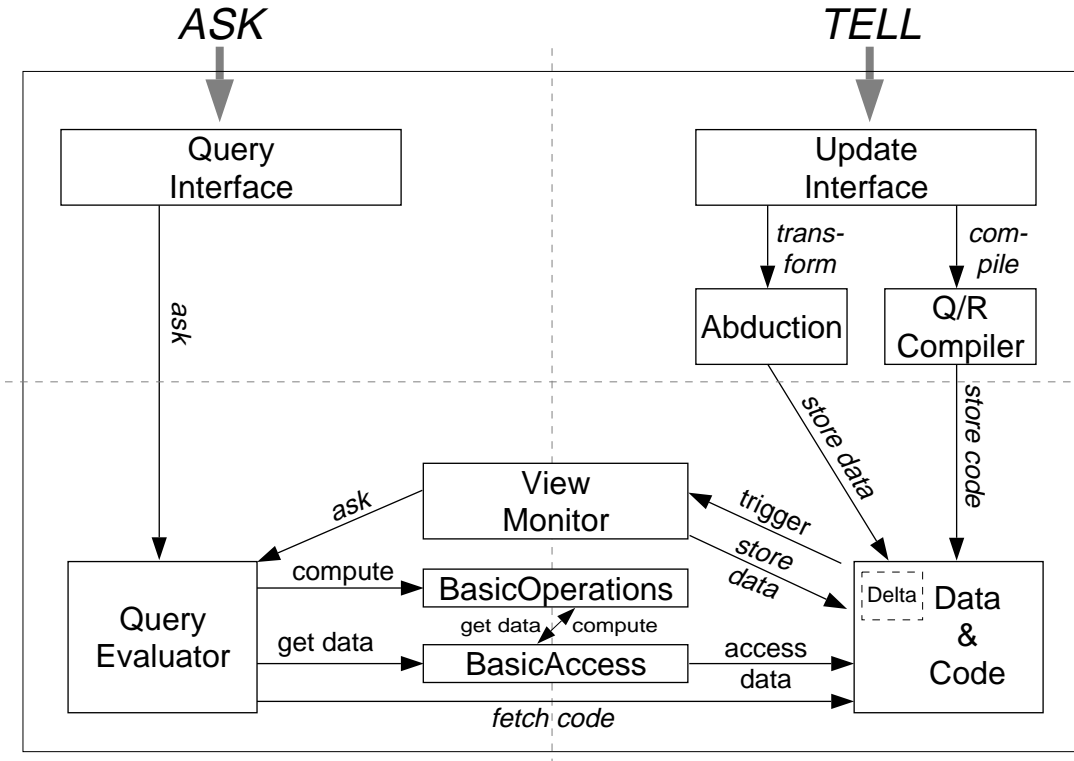 ASK
TELL
Query
Interface
Update
Interface
trans-
form
com-
pile
ask
Abduction
Q/R
Compiler
store data
store code
View
Monitor
ask
trigger
store
data
Query
Evaluator
compute
BasicOperations
get data
compute
get data
BasicAccess
access
data
fetch code
Delta
Data
&
Code